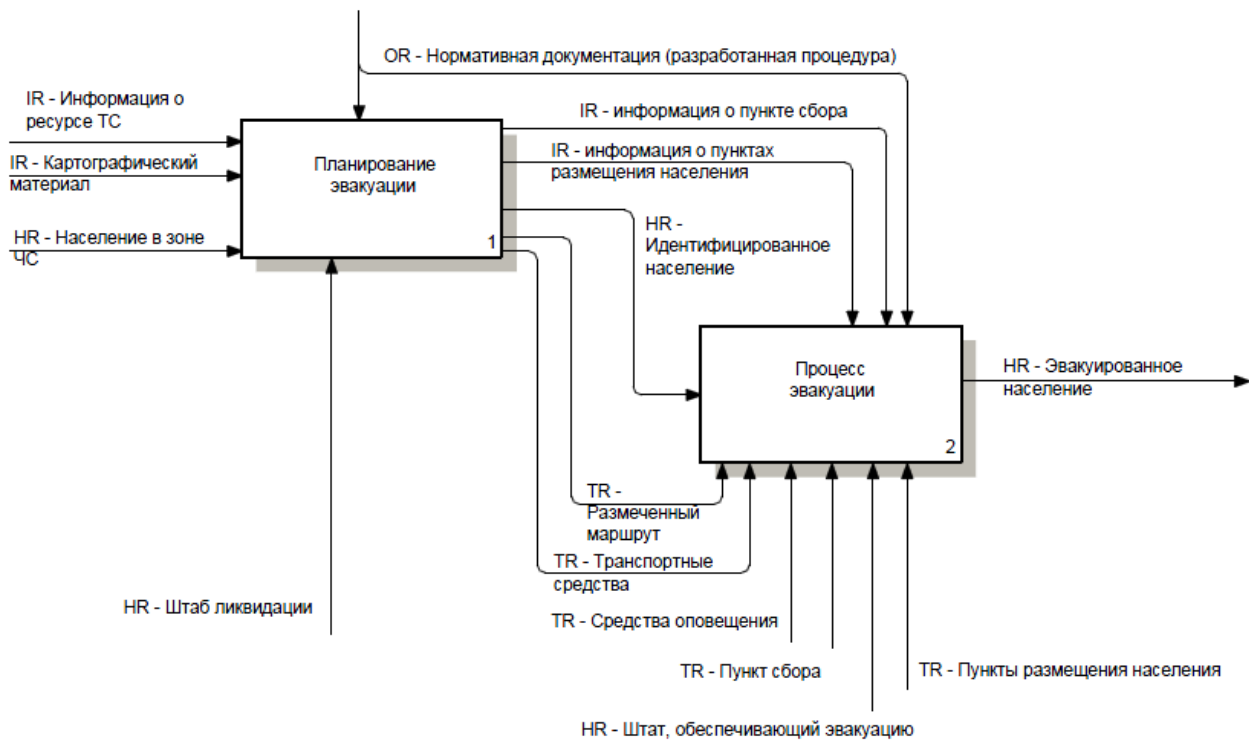 OR - Нормативная документация (разработанная процедура)
IR - Информация о
ресурсе ТС
IR - Картографический
материал
HR - Население в зоне
ЧС
Планирование
эвакуации
1
IR - информация о пункте сбора
IR - информация о пунктах
размещения населения
HR -
Идентифицированное
население
Процесс
эвакуации
2
HR - Эвакуированное
население
TR -
Размеченный
маршрут
TR - Транспортные
средства
HR - Штаб ликвидации
TR - Средства оповещения
TR - Пункт сбора
TR - Пункты размещения населения
HR - Штат, обеспечивающий эвакуацию